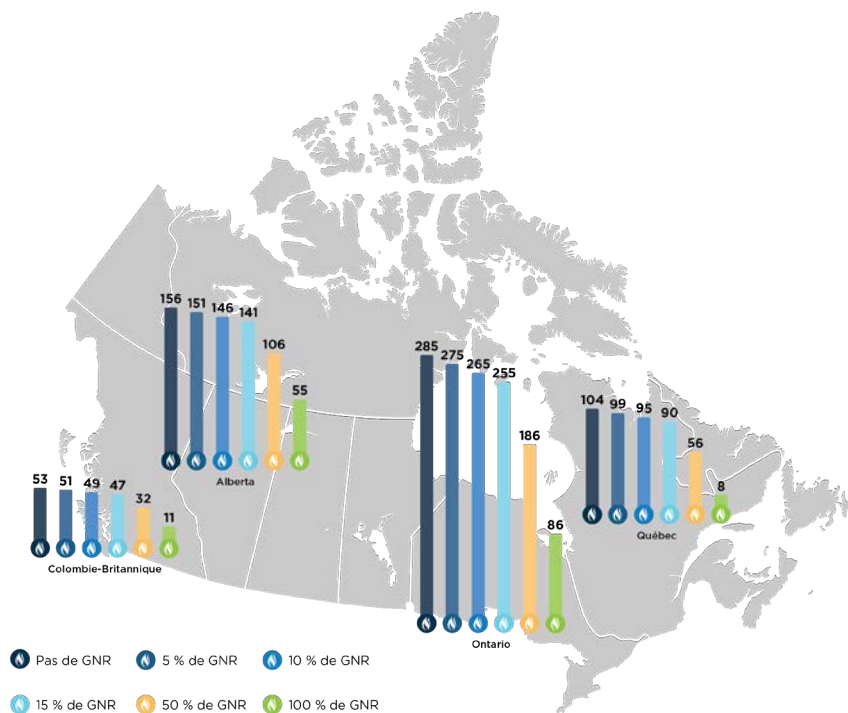 156 151 146 141
106
55
Alberta
285 275 265 255
186
86
Ontario
104 99 95 90
56
8
Québec
53 51 49 47
32
11
Colombie-Britannique
Pas de GNR 5 % de GNR 10 % de GNR
15 % de GNR 50 % de GNR 100 % de GNR